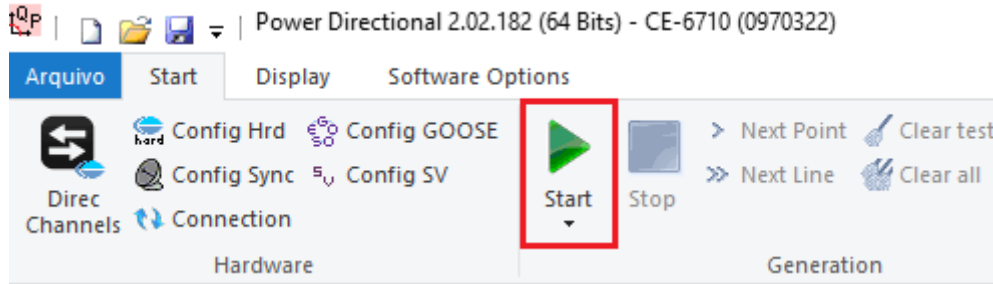 Power Directional 2.02.182 (64 Bits) - CE-6710 (0970322)
Arquivo Start Display Software Options
Config Hrd Config GOOSE
Config Sync Config SV
Connection
Direc
Channels
Hardware
Start
Stop
Next Point Clear test
Next Line Clear all
Generation